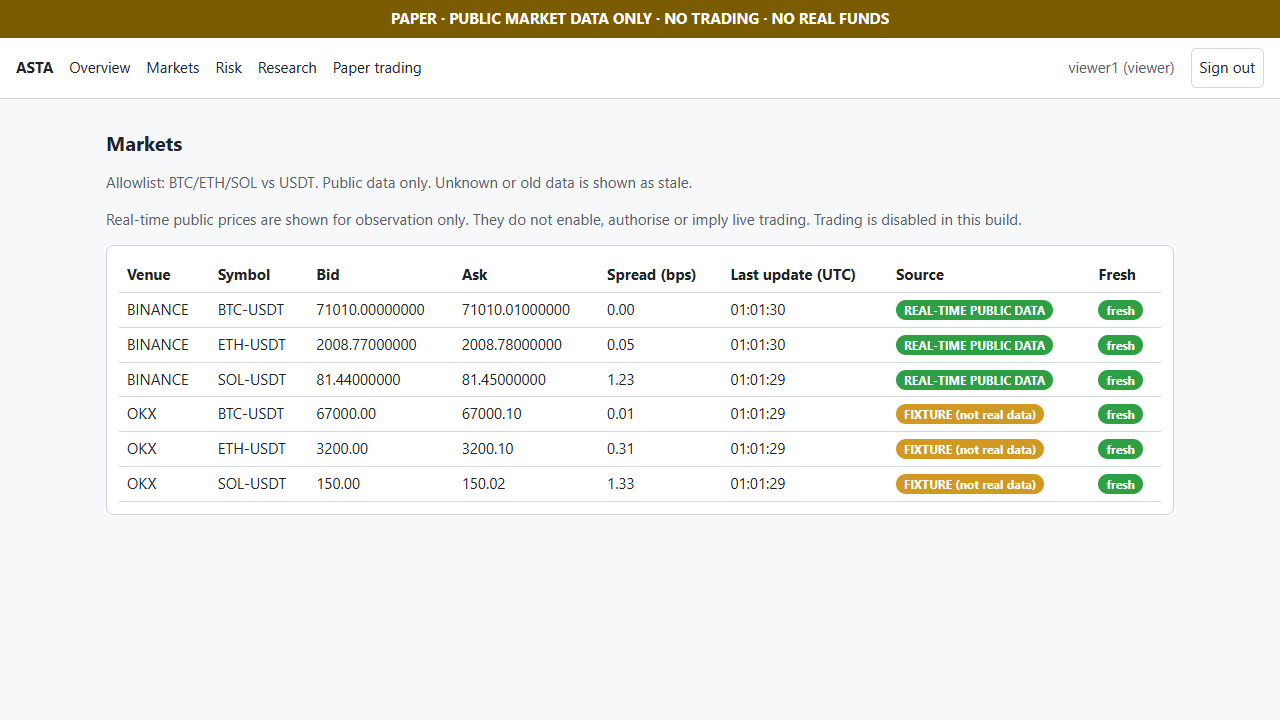 PAPER · PUBLIC MARKET DATA ONLY · NO TRADING · NO REAL FUNDS
ASTA Overview Markets Risk Research Paper trading viewer1 (viewer) Sign out
Markets
Allowlist: BTC/ETH/SOL vs USDT. Public data only. Unknown or old data is shown as stale.
Real-time public prices are shown for observation only. They do not enable, authorise or imply live trading. Trading is disabled in this build.
Venue Symbol Bid Ask Spread (bps) Last update (UTC) Source Fresh
BINANCE BTC-USDT 71010.00000000 71010.01000000 0.00 01:01:30 REAL-TIME PUBLIC DATA fresh
BINANCE ETH-USDT 2008.77000000 2008.78000000 0.05 01:01:30 REAL-TIME PUBLIC DATA fresh
BINANCE SOL-USDT 81.44000000 81.45000000 1.23 01:01:29 REAL-TIME PUBLIC DATA fresh
OKX BTC-USDT 67000.00 67000.10 0.01 01:01:29 FIXTURE (not real data) fresh
OKX ETH-USDT 3200.00 3200.10 0.31 01:01:29 FIXTURE (not real data) fresh
OKX SOL-USDT 150.00 150.02 1.33 01:01:29 FIXTURE (not real data) fresh